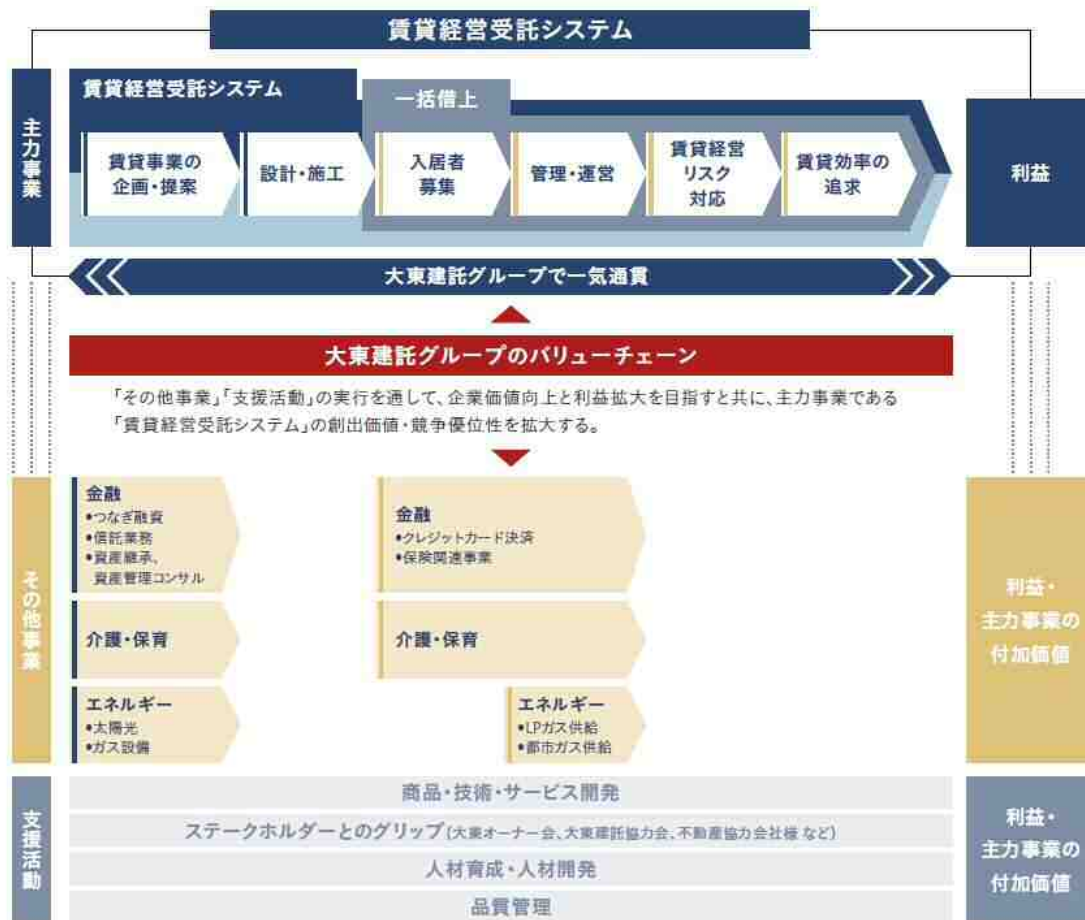 賃貸経営受託システム
主力事業
賃貸経営受託システム
一括借上
賃貸事業の
企画・提案
設計・施工
入居者
募集
管理・運営
賃貸経営
リスク
対応
賃貸効率の
追求
利益
大東建託グループで一気通貫
大東建託グループのバリューチェーン
「その他事業」「支援活動」の実行を通して、企業価値向上と利益拡大を目指すと共に、主力事業である
「賃貸経営受託システム」の創出価値・競争優位性を拡大する。
その他事業
金融
•つなぎ融資
•信託業務
•資産継承、
資産管理コンサル
金融
•クレジットカード決済
•保険関連事業
介護・保育
介護・保育
エネルギー
•太陽光
•ガス設備
エネルギー
•LPガス供給
•都市ガス供給
利益・
主力事業の
付加価値
支援活動
商品・技術・サービス開発
ステークホルダーとのグリップ(大東オーナー会、大東建託協力会、不動産協力会社様 など)
人材育成・人材開発
品質管理
利益・
主力事業の
付加価値